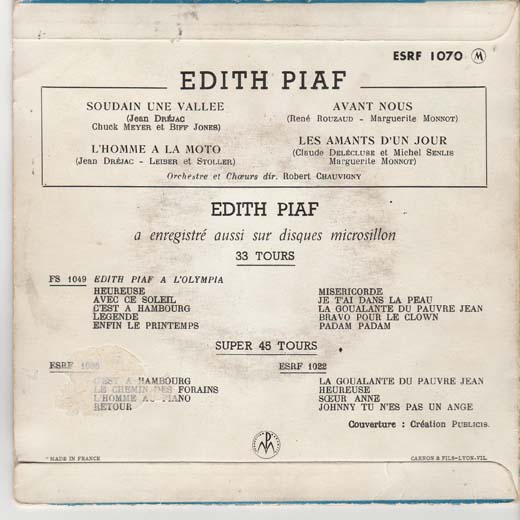 ESRF 1070 M
EDITH PIAF
SOUDAIN UNE VALLEE
(Jean DRÉJAC)
CHUCK MEYER et BIFF JONES)
L'HOMME A LA MOTO
(Jean DRÉJAC - LEIBER et STOLLER)
AVANT NOUS
(René ROUZAUD - Marguerite MONNOT)
LES AMANTS D'UN JOUR
(Claude DELÉCLUSE et Michel SENLIS
Marguerite MONNOT)
Orchestre et Chœurs dir. Robert CHAUVIGNY
EDITH PIAF
a enregistré aussi sur disques microsillon
33 TOURS
FS 1049 EDITH PIAF A L'OLYMPIA
HEUREUSE
AVEC CE SOLEIL
C'EST A HAMBOURG
LEGENDE
ENFIN LE PRINTEMPS
MISERICORDE
JE T'AI DANS LA PEAU
LA GOUALANTE DU PAUVRE JEAN
BRAVO POUR LE CLOWN
PADAM PADAM
SUPER 45 TOURS
ESRF
C'EST A HAMBOURG
LE CHEMIN DES FORAINS
L'HOMME AU PIANO
RETOUR
ESRF 1022
LA GOUALANTE DU PAUVRE JEAN
HEUREUSE
SŒUR ANNE
JOHNNY TU N'ES PAS UN ANGE
Couverture : Création PUBLICIS.
MADE IN FRANCE
CARNON & FILS-LYON-VIL.